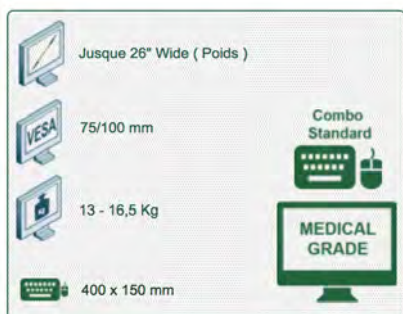 Jusque 26" Wide ( Poids )
VESA
75/100 mm
Combo
Standard
13 - 16,5 Kg
MEDICAL
GRADE
400 x 150 mm